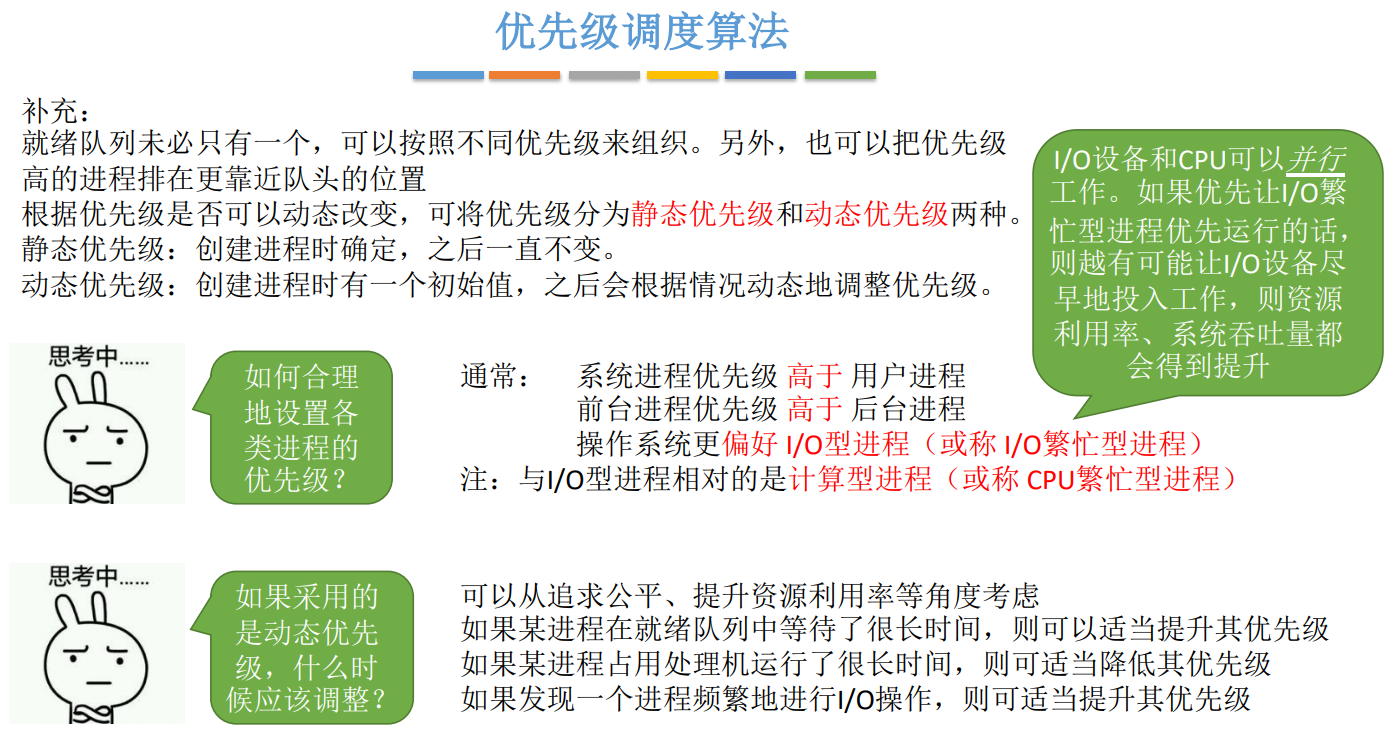 优先级调度算法
补充：
就绪队列未必只有一个，可以按照不同优先级来组织。另外，也可以把优先级
高的进程排在更靠近队头的位置
根据优先级是否可以动态改变，可将优先级分为静态优先级和动态优先级两种。
静态优先级：创建进程时确定，之后一直不变。
动态优先级：创建进程时有一个初始值，之后会根据情况动态地调整优先级。
I/O设备和CPU可以并行
工作。如果优先让I/O繁
忙型进程优先运行的话，
则越有可能让I/O设备尽
早地投入工作，则资源
利用率、系统吞吐量都
会得到提升
思考中......
如何合理
地设置各
类进程的
优先级？
通常： 系统进程优先级 高于 用户进程
前台进程优先级 高于 后台进程
操作系统更偏好 I/O型进程（或称 I/O繁忙型进程）
注：与I/O型进程相对的是计算型进程（或称 CPU繁忙型进程）
思考中......
如果采用的
是动态优先
级，什么时
候应该调整？
可以从追求公平、提升资源利用率等角度考虑
如果某进程在就绪队列中等待了很长时间，则可以适当提升其优先级
如果某进程占用处理机运行了很长时间，则可适当降低其优先级
如果发现一个进程频繁地进行I/O操作，则可适当提升其优先级